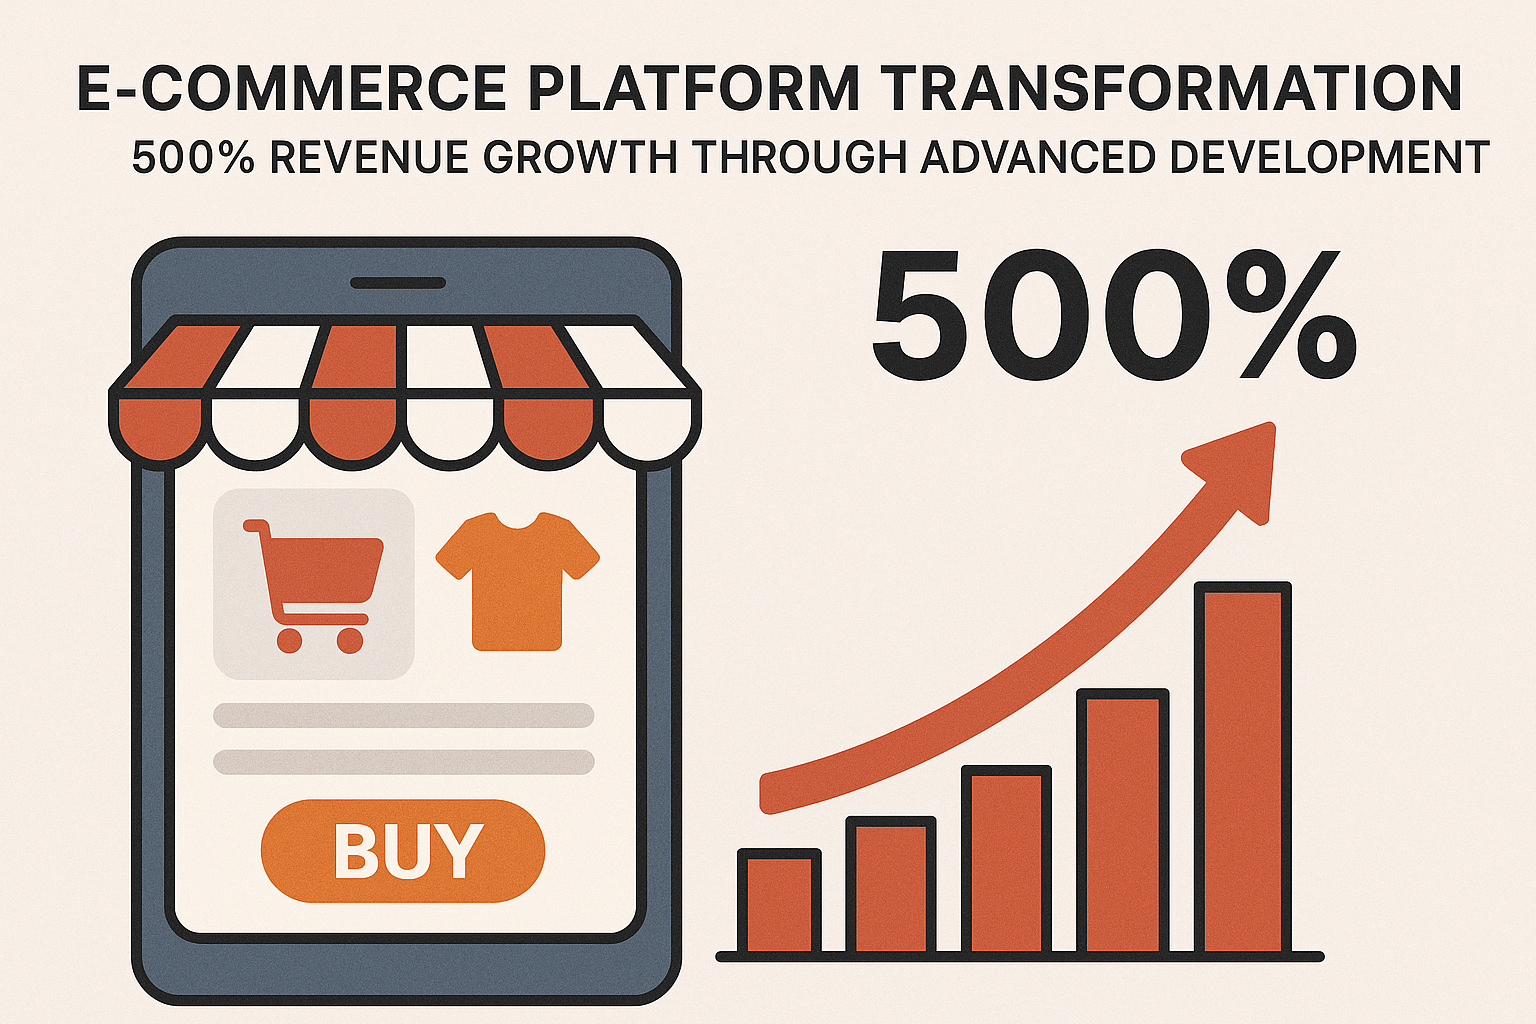 E-COMMERCE PLATFORM TRANSFORMATION
500% REVENUE GROWTH THROUGH ADVANCED DEVELOPMENT
500%
BUY